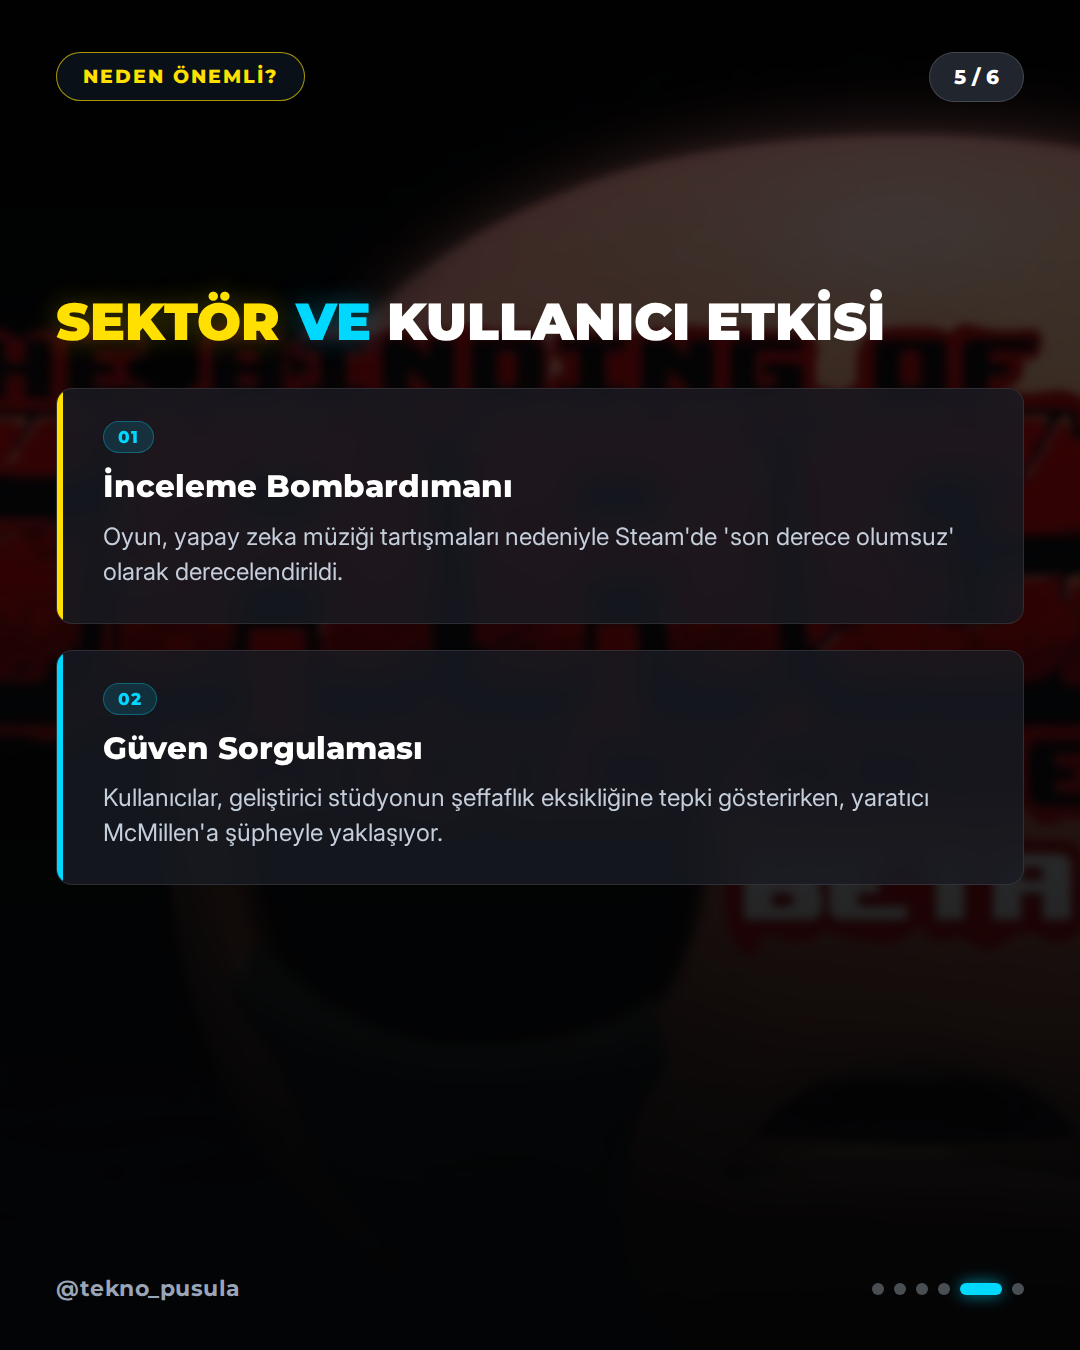 NEDEN ÖNEMLİ?
5 / 6
SEKTÖR VE KULLANICI ETKİSİ
01
İnceleme Bombardımanı
Oyun, yapay zeka müziği tartışmaları nedeniyle Steam'de 'son derece olumsuz'
olarak derecelendirildi.
02
Güven Sorgulaması
Kullanıcılar, geliştirici stüdyonun şeffaflık eksikliğine tepki gösterirken, yaratıcı
McMillen'a şüpheyle yaklaşıyor.
BETA
@tekno_pusula